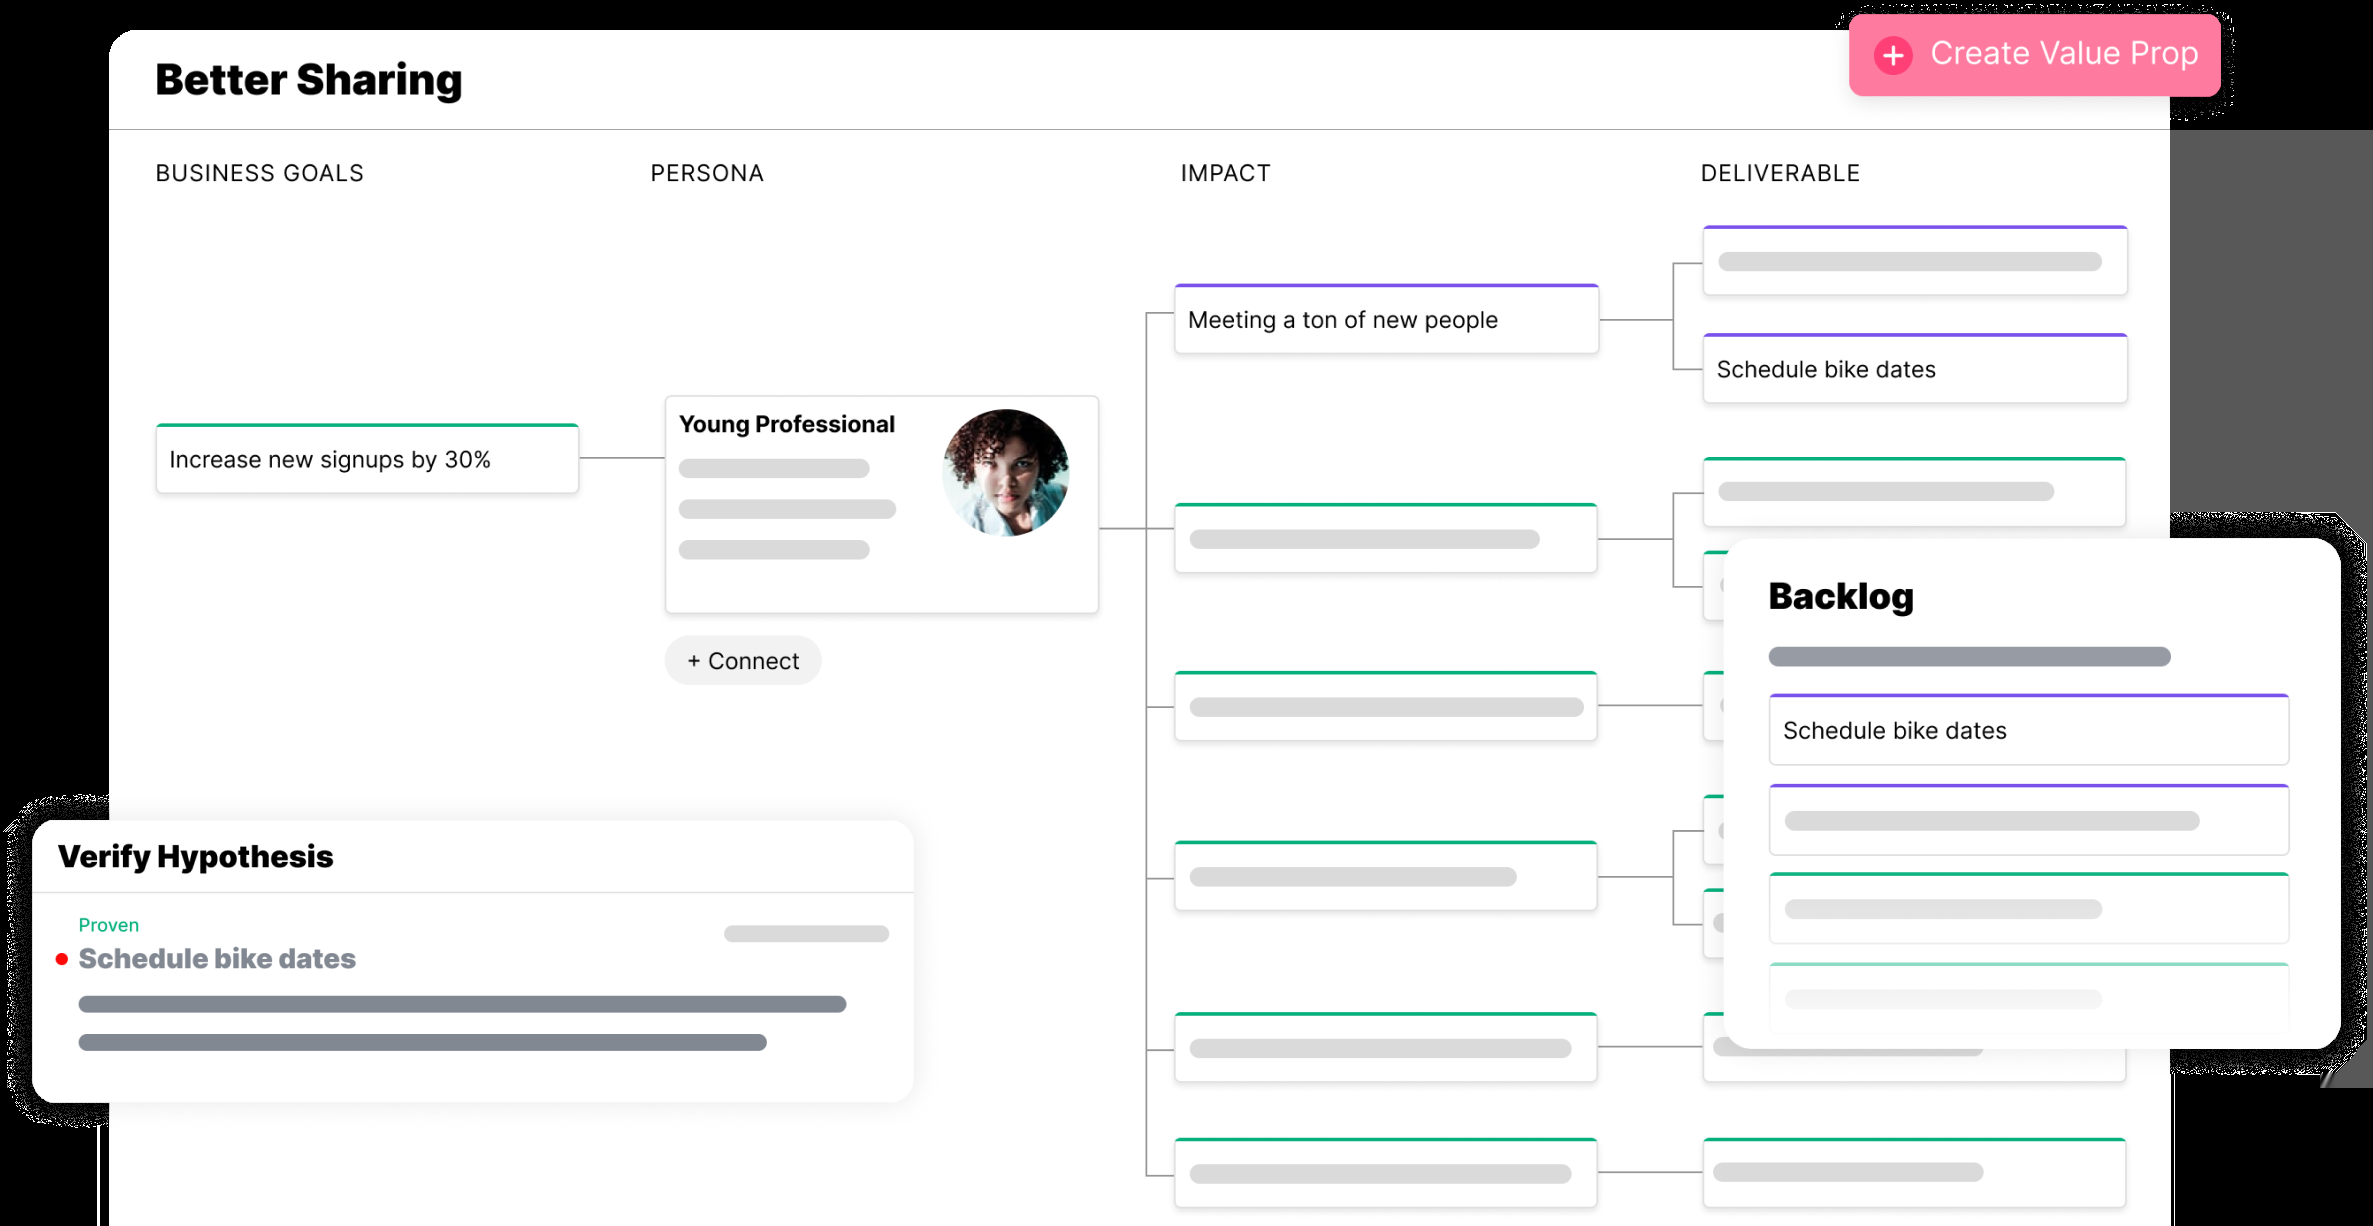 Better Sharing
+ Create Value Prop
BUSINESS GOALS
PERSONA
IMPACT
DELIVERABLE
Increase new signups by 30%
Young Professional
+ Connect
Meeting a ton of new people
Schedule bike dates
Backlog
Schedule bike dates
Verify Hypothesis
Proven
Schedule bike dates